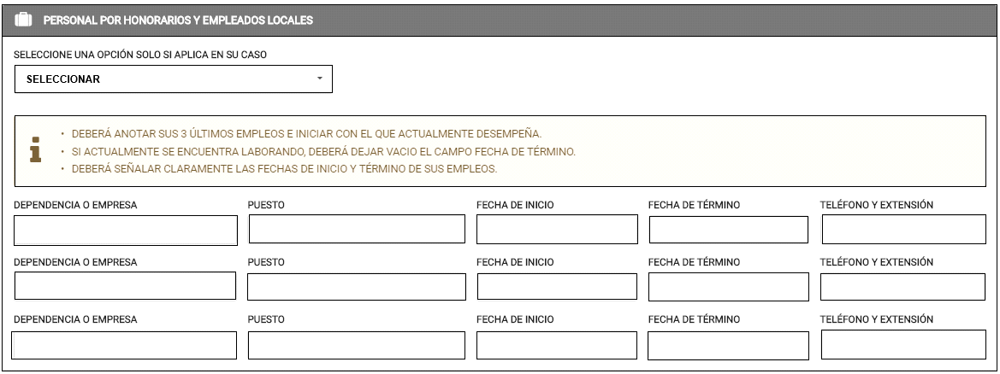 PERSONAL POR HONORARIOS Y EMPLEADOS LOCALES
SELECCIONE UNA OPCIÓN SOLO SI APLICA EN SU CASO
SELECCIONAR
• DEBERÁ ANOTAR SUS 3 ÚLTIMOS EMPLEOS E INICIAR CON EL QUE ACTUALMENTE DESEMPEÑA.
• SI ACTUALMENTE SE ENCUENTRA LABORANDO, DEBERÁ DEJAR VACIO EL CAMPO FECHA DE TÉRMINO.
• DEBERÁ SEÑALAR CLARAMENTE LAS FECHAS DE INICIO Y TÉRMINO DE SUS EMPLEOS.
DEPENDENCIA O EMPRESA PUESTO FECHA DE INICIO FECHA DE TÉRMINO TELÉFONO Y EXTENSIÓN
DEPENDENCIA O EMPRESA PUESTO FECHA DE INICIO FECHA DE TÉRMINO TELÉFONO Y EXTENSIÓN
DEPENDENCIA O EMPRESA PUESTO FECHA DE INICIO FECHA DE TÉRMINO TELÉFONO Y EXTENSIÓN